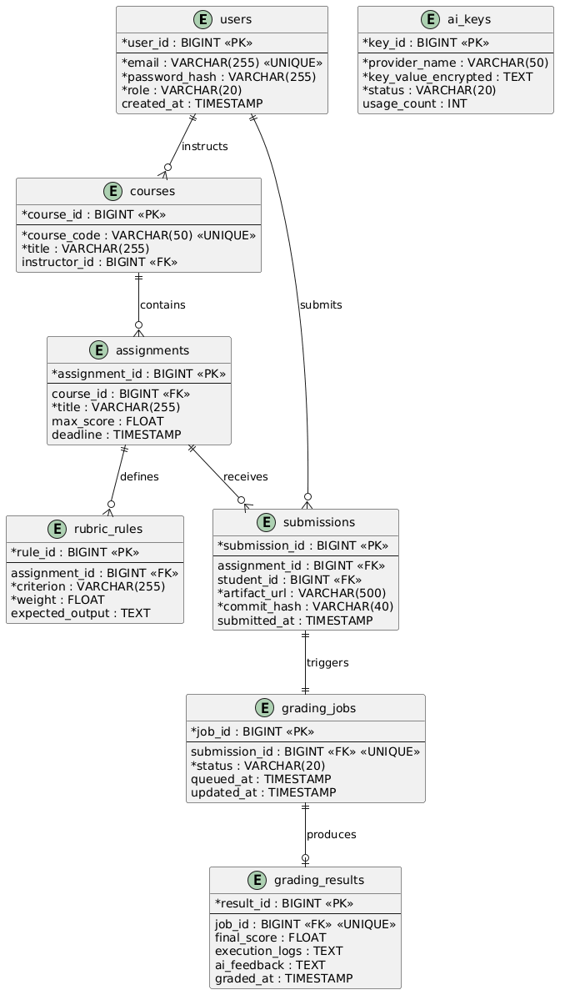 E users
*user_id : BIGINT «PK»
*email : VARCHAR(255) «UNIQUE»
*password_hash : VARCHAR(255)
*role : VARCHAR(20)
created_at : TIMESTAMP
E ai_keys
*key_id : BIGINT «PK»
*provider_name : VARCHAR(50)
*key_value_encrypted : TEXT
*status : VARCHAR(20)
usage_count : INT
instructs
E courses
*course_id : BIGINT «PK»
*course_code : VARCHAR(50) «UNIQUE»
*title : VARCHAR(255)
instructor_id : BIGINT «FK»
contains
submits
E assignments
*assignment_id : BIGINT «PK»
course_id : BIGINT «FK»
*title : VARCHAR(255)
max_score : FLOAT
deadline : TIMESTAMP
defines
receives
E rubric_rules
*rule_id : BIGINT «PK»
assignment_id : BIGINT «FK»
*criterion : VARCHAR(255)
*weight : FLOAT
expected_output : TEXT
E submissions
*submission_id : BIGINT «PK»
assignment_id : BIGINT «FK»
student_id : BIGINT «FK»
*artifact_url : VARCHAR(500)
*commit_hash : VARCHAR(40)
submitted_at : TIMESTAMP
triggers
E grading_jobs
*job_id : BIGINT «PK»
submission_id : BIGINT «FK» «UNIQUE»
*status : VARCHAR(20)
queued_at : TIMESTAMP
updated_at : TIMESTAMP
produces
E grading_results
*result_id : BIGINT «PK»
job_id : BIGINT «FK» «UNIQUE»
final_score : FLOAT
execution_logs : TEXT
ai_feedback : TEXT
graded_at : TIMESTAMP